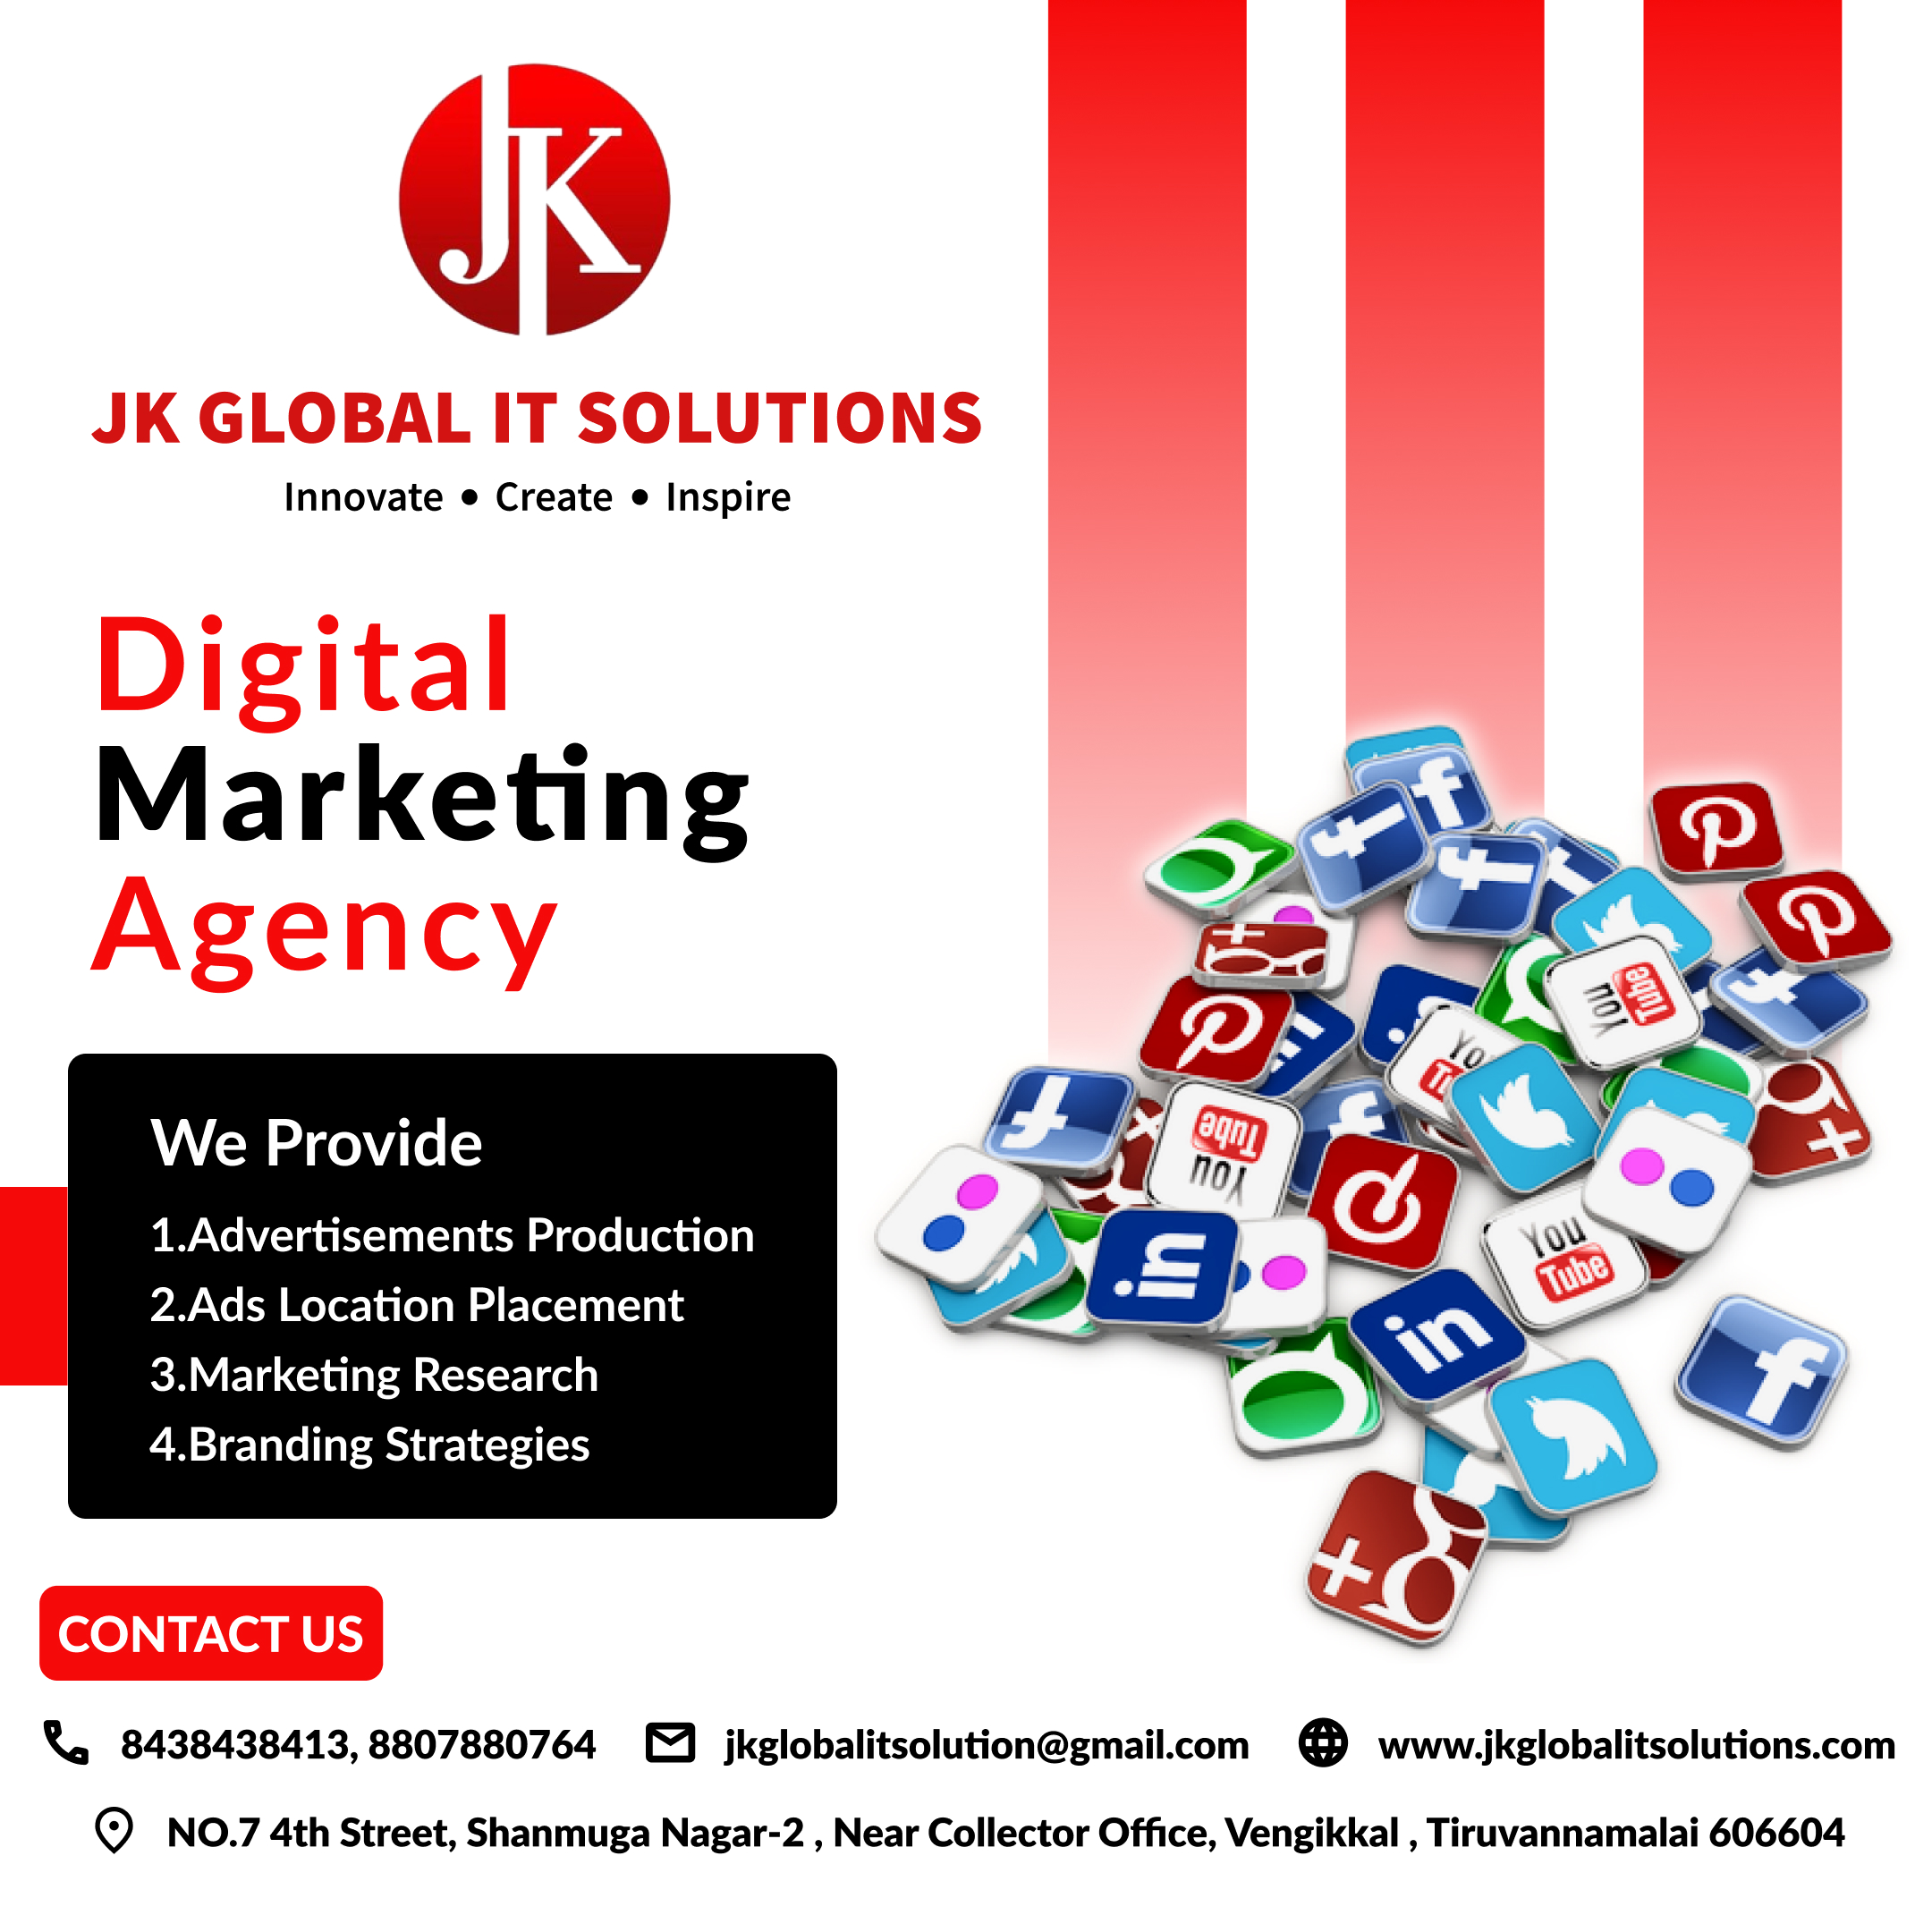 JK
JK GLOBAL IT SOLUTIONS
Innovate • Create • Inspire
Digital
Marketing
Agency
We Provide
1.Advertisements Production
2.Ads Location Placement
3.Marketing Research
4.Branding Strategies
You
Tube
You
Tube
You
Tube
in
in
CONTACT US
8438438413, 8807880764
jkglobalitsolution@gmail.com
www.jkglobalitsolutions.com
NO.7 4th Street, Shanmuga Nagar-2 , Near Collector Office, Vengikkal , Tiruvannamalai 606604